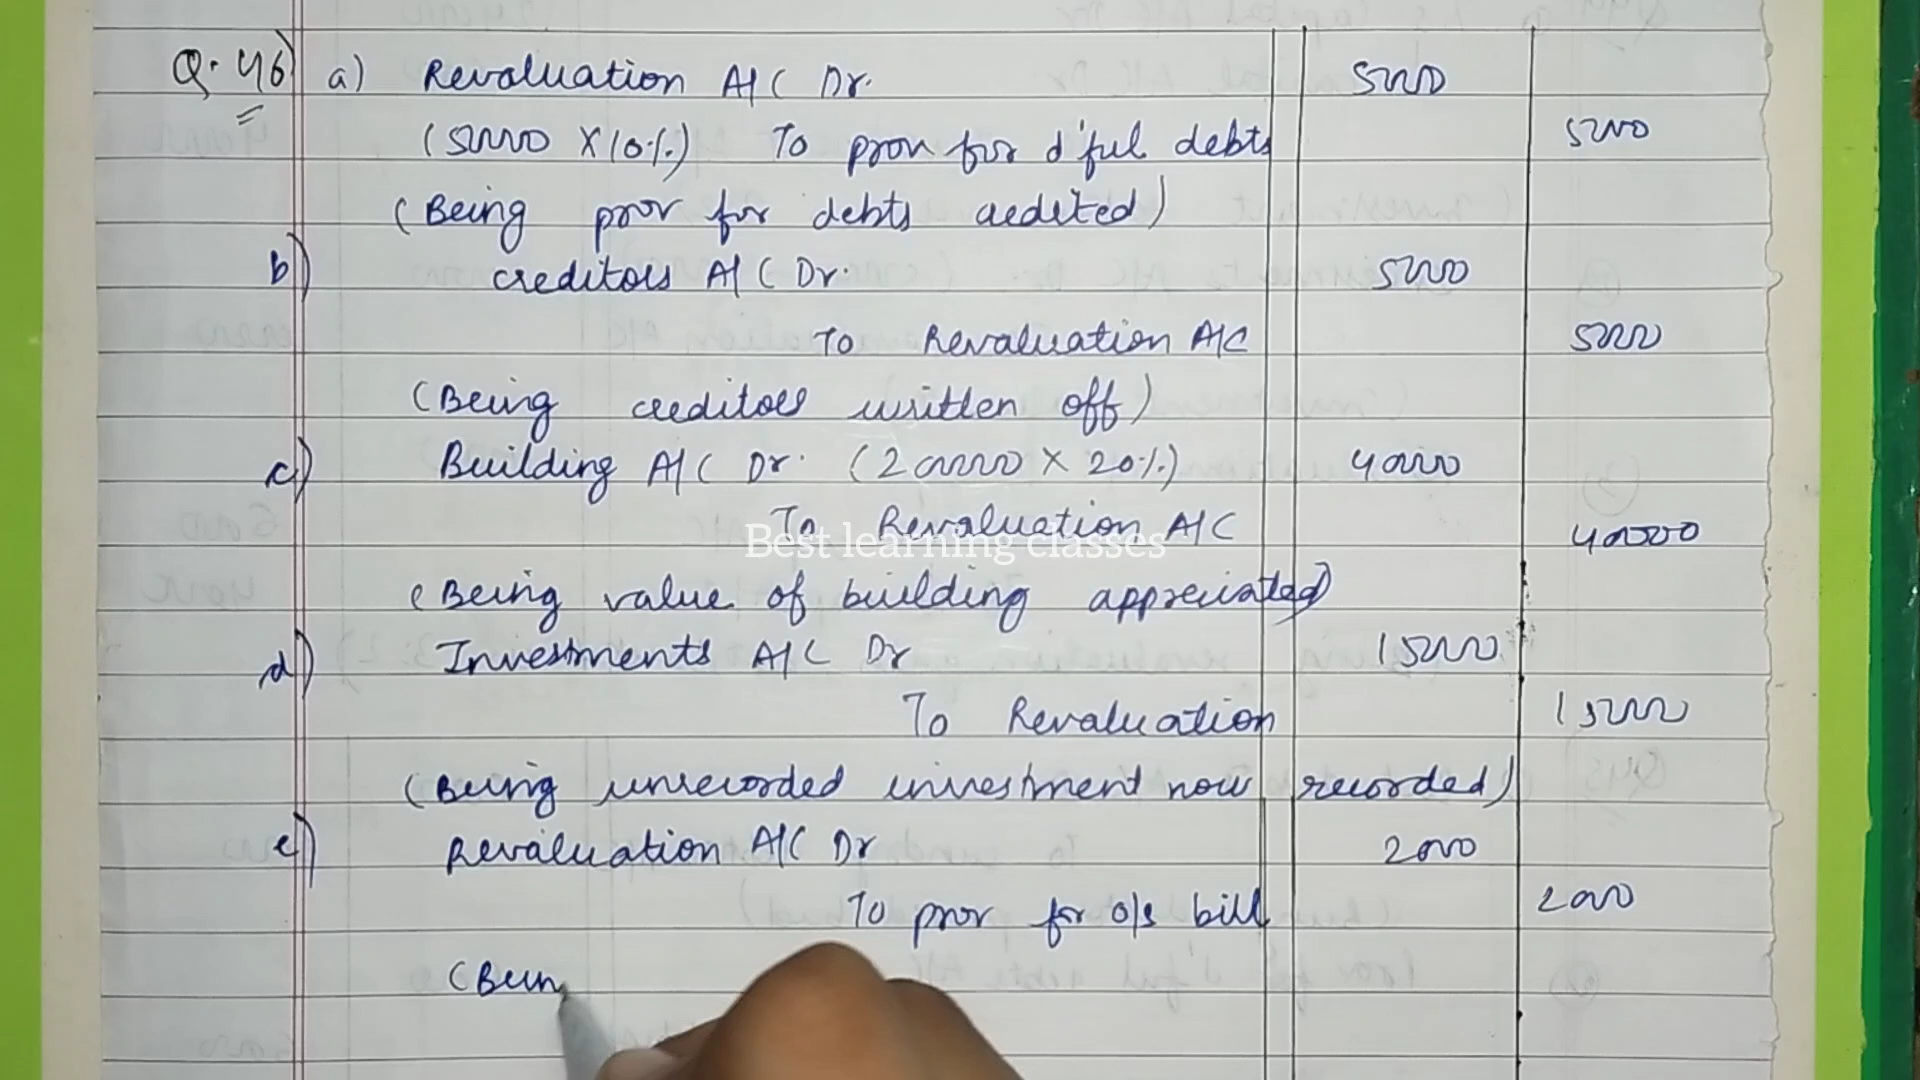 Q.46) a) Revaluation A/C Dr. 5000
(50000 X 10%) To prov for d'ful debts 5000
(Being prov for debts credited)
b) creditors A/C Dr. 5000
To Revaluation A/C 5000
(Being creditors written off)
c) Building A/C Dr. (200000 X 20%) 40000
To Revaluation A/C 40000
Best learning classes
(Being value of building appreciated)
d) Investments A/C Dr 15000
To Revaluation 15000
(Being unrecorded investment now recorded)
e) Revaluation A/C Dr 2000
To prov for o/s bill 2000
(Bein